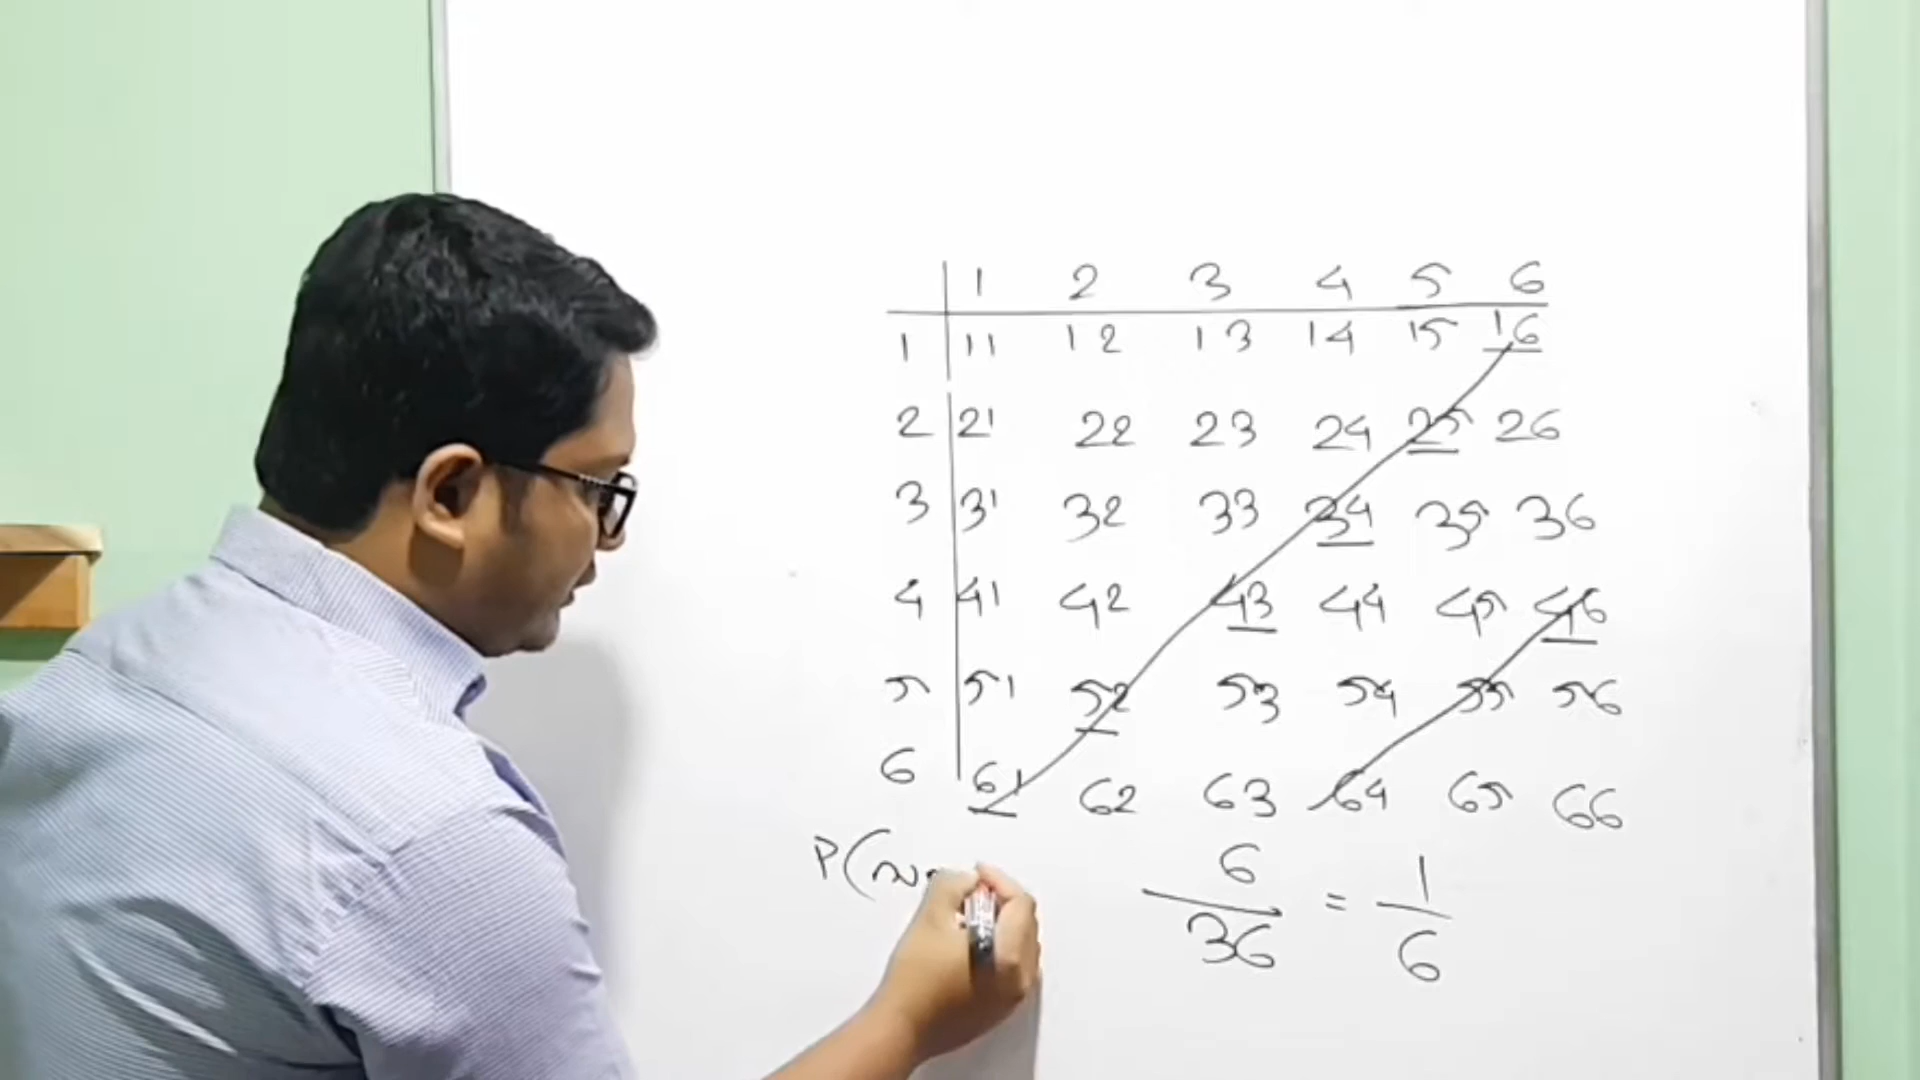 1 2 3 4 5 6
1 11 12 13 14 15 16
2 21 22 23 24 25 26
3 31 32 33 34 35 36
4 41 42 43 44 45 46
5 51 52 53 54 55 56
6 61 62 63 64 65 66
P( 6/36 = 1/6